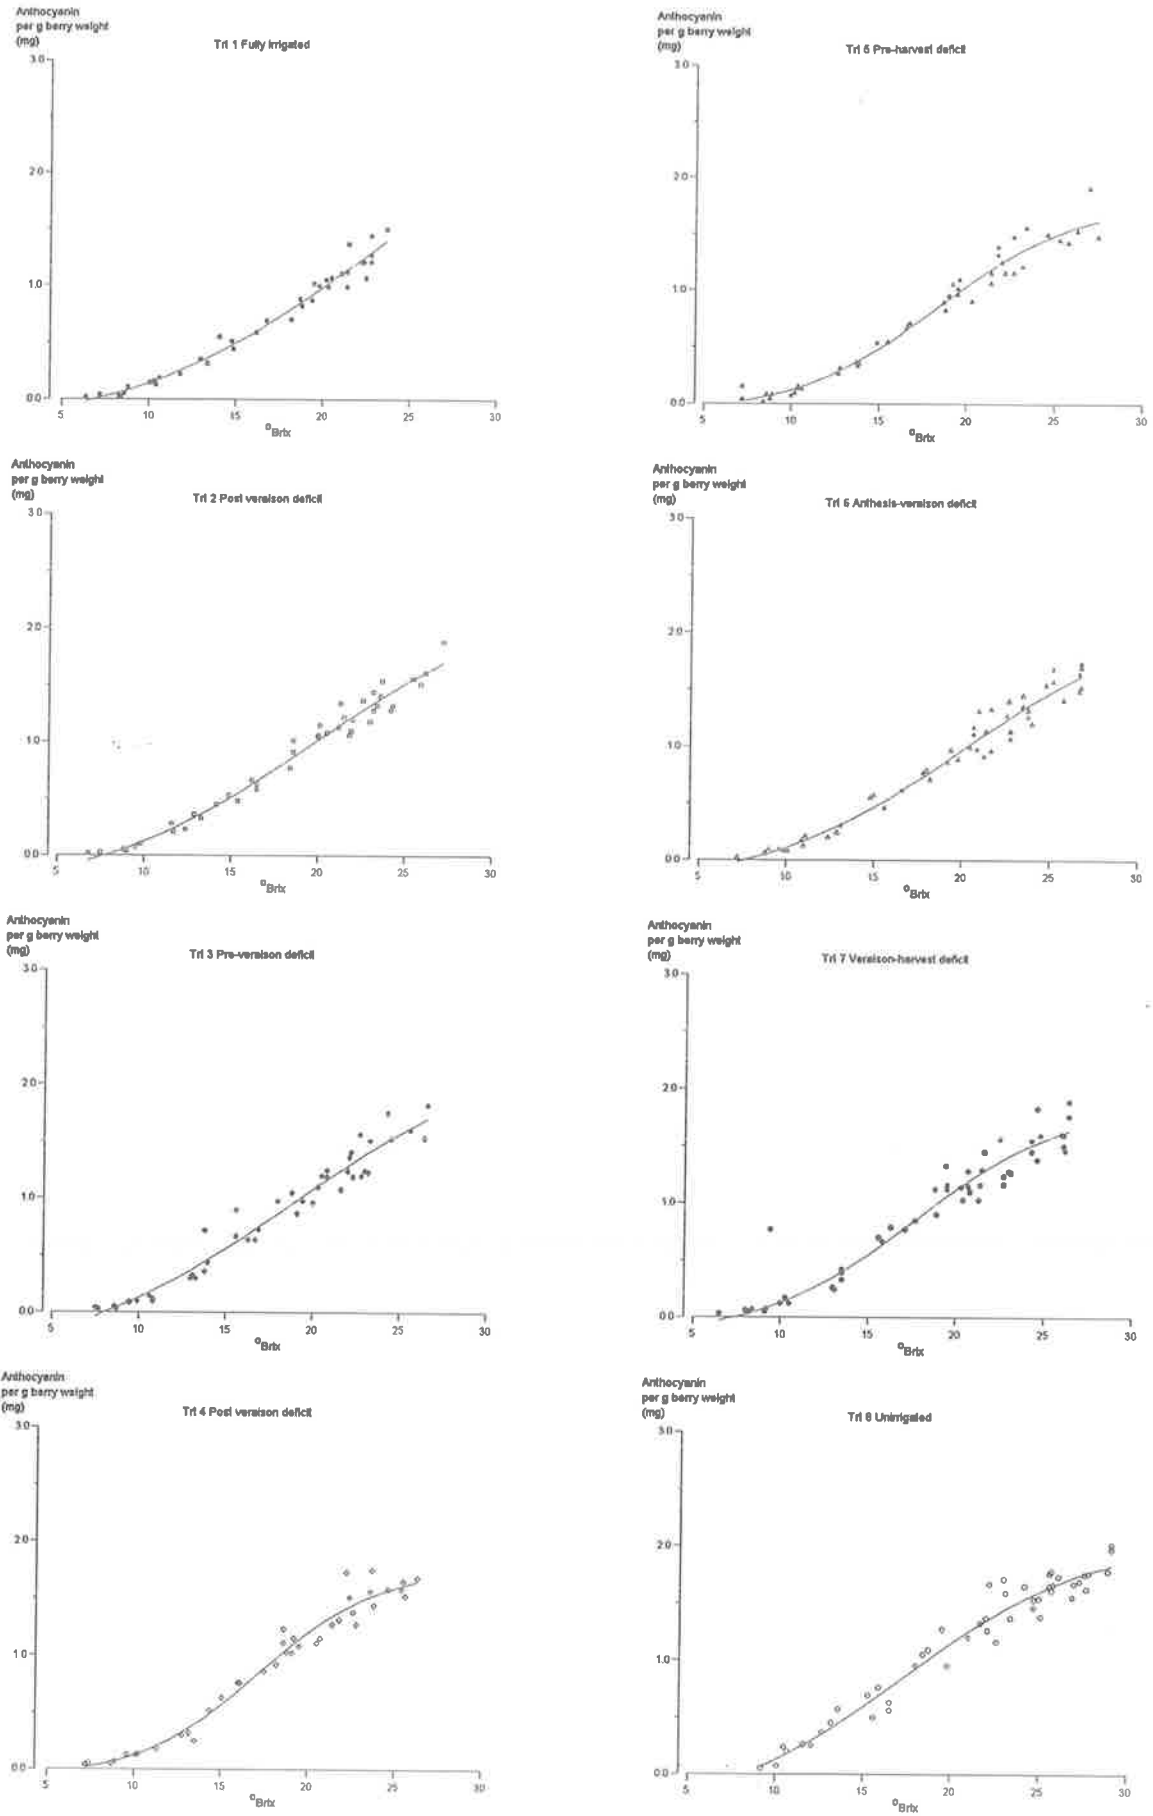 Anthocyanin
per g berry weight
(mg)
Trt 1 Fully irrigated
3.0
2.0
1.0
0.0
5 10 15 20 25 30
°Brix
Anthocyanin
per g berry weight
(mg)
Trt 5 Pre-harvest deficit
3.0
2.0
1.0
0.0
5 10 15 20 25 30
°Brix
Anthocyanin
per g berry weight
(mg)
Trt 2 Post veraison deficit
3.0
2.0
1.0
0.0
5 10 15 20 25 30
°Brix
Anthocyanin
per g berry weight
(mg)
Trt 6 Anthesis-veraison deficit
3.0
2.0
1.0
0.0
5 10 15 20 25 30
°Brix
Anthocyanin
per g berry weight
(mg)
Trt 3 Pre-veraison deficit
3.0
2.0
1.0
0.0
5 10 15 20 25 30
°Brix
Anthocyanin
per g berry weight
(mg)
Trt 7 Veraison-harvest deficit
3.0
2.0
1.0
0.0
5 10 15 20 25 30
°Brix
Anthocyanin
per g berry weight
(mg)
Trt 4 Post veraison deficit
3.0
2.0
1.0
0.0
5 10 15 20 25 30
°Brix
Anthocyanin
per g berry weight
(mg)
Trt 8 Unirrigated
3.0
2.0
1.0
0.0
5 10 15 20 25 30
°Brix